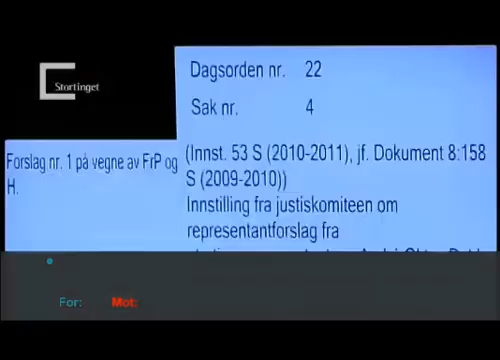 Stortinget
Dagsorden nr. 22
Sak nr. 4
Forslag nr. 1 på vegne av FrP og
H.
(Innst. 53 S (2010-2011), jf. Dokument 8:158
S (2009-2010))
Innstilling fra justiskomiteen om
representantforslag fra
For: Mot: